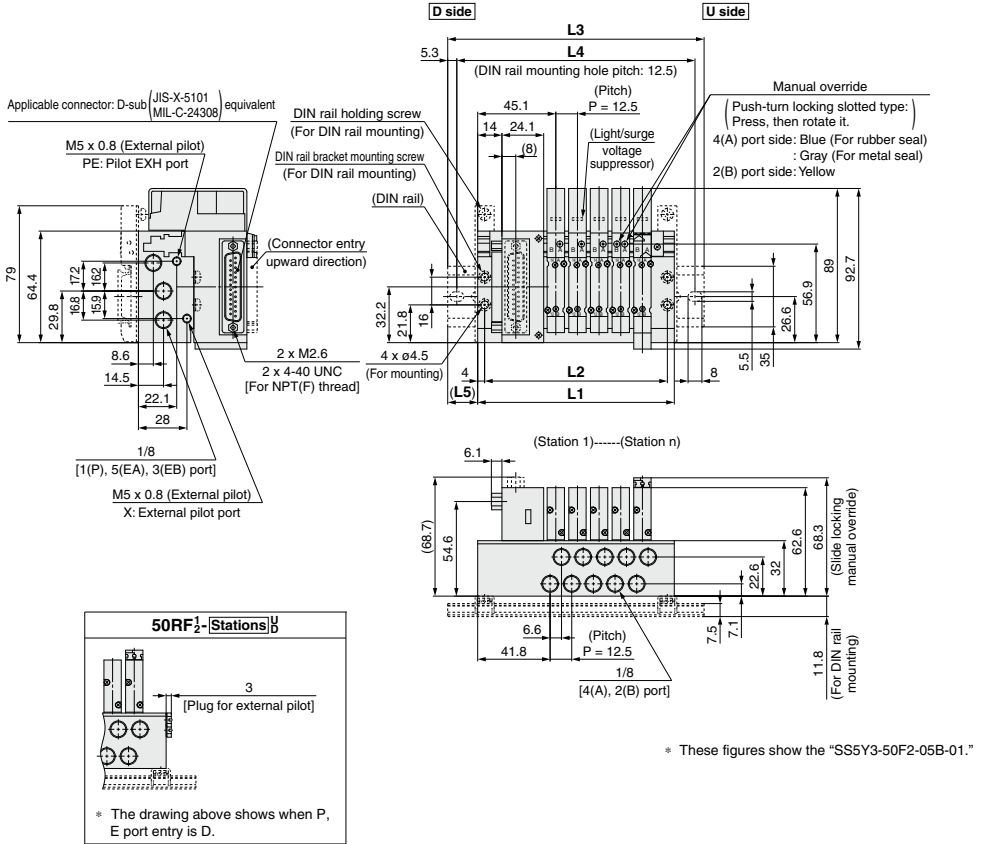 D side
U side
L3
L4
5.3
(DIN rail mounting hole pitch: 12.5)
Applicable connector: D-sub (JIS-X-5101 MIL-C-24308) equivalent
DIN rail holding screw
(For DIN rail mounting)
45.1
(Pitch)
P = 12.5
14
24.1
(8)
(Light/surge
voltage
suppressor)
Manual override
(Push-turn locking slotted type:
Press, then rotate it.)
4(A) port side: Blue (For rubber seal)
: Gray (For metal seal)
2(B) port side: Yellow
M5 x 0.8 (External pilot)
PE: Pilot EXH port
DIN rail bracket mounting screw
(For DIN rail mounting)
(DIN rail)
(Connector entry
upward direction)
79
64.4
29.8
17.2
16.2
16.8
15.9
8.6
14.5
22.1
28
2 x M2.6
2 x 4-40 UNC
[For NPT(F) thread]
1/8
[1(P), 5(EA), 3(EB) port]
M5 x 0.8 (External pilot)
X: External pilot port
32.2
21.8
16
4 x ø4.5
(For mounting)
B A B A B A B A B A
4
L2
(L5)
L1
8
5.5
35
26.6
56.9
89
92.7
(Station 1)------(Station n)
6.1
(68.7)
54.6
6.6
(Pitch)
41.8
P = 12.5
1/8
[4(A), 2(B) port]
7.5
7.1
22.6
32
62.6
68.3
(Slide locking
manual override)
11.8
(For DIN rail
mounting)
50RF½-Stations U D
3
[Plug for external pilot]
* The drawing above shows when P,
E port entry is D.
* These figures show the “SS5Y3-50F2-05B-01.”